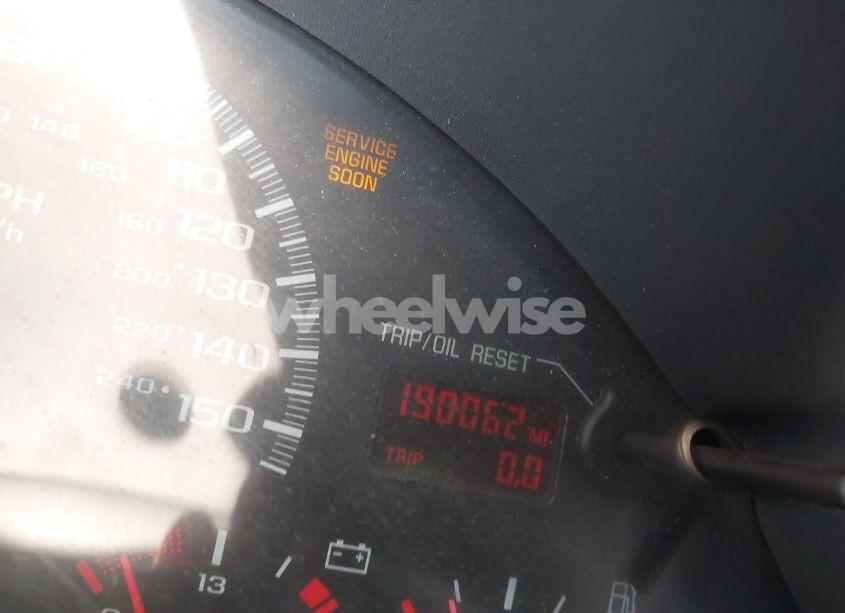 140
160
110
PH
/h
180
120
200
130
220
140
240
150
SERVICE
ENGINE
SOON
wheelwise
TRIP/OIL RESET
190062 MI.
TRIP 0.0
13
- +